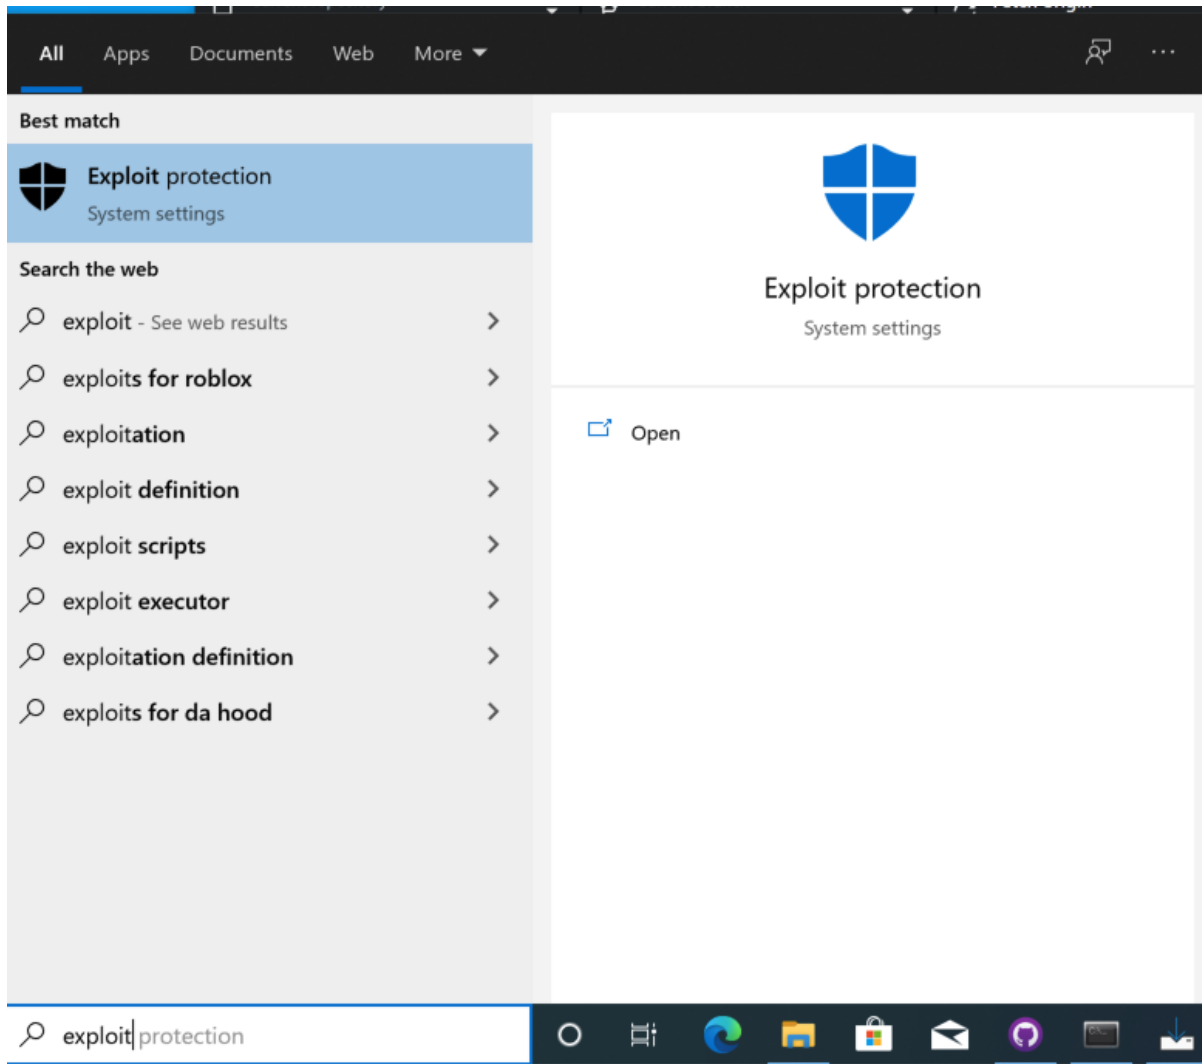 All Apps Documents Web More
Best match
Exploit protection
System settings
Search the web
exploit - See web results
exploits for roblox
exploitation
exploit definition
exploit scripts
exploit executor
exploitation definition
exploits for da hood
Exploit protection
System settings
Open
exploit protection